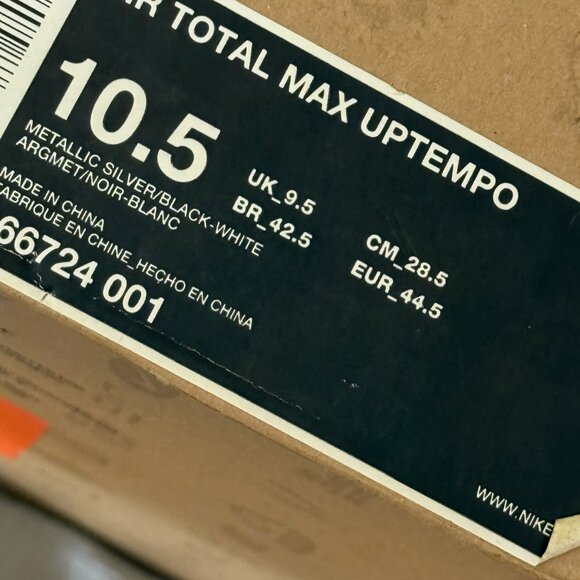 IR TOTAL MAX UPTEMPO
10.5
UK_9.5
BR_42.5
CM_28.5
EUR_44.5
METALLIC SILVER/BLACK-WHITE
ARGMET/NOIR-BLANC
MADE IN CHINA
FABRIQUE EN CHINE_HECHO EN CHINA
66724 001
WWW.NIKE